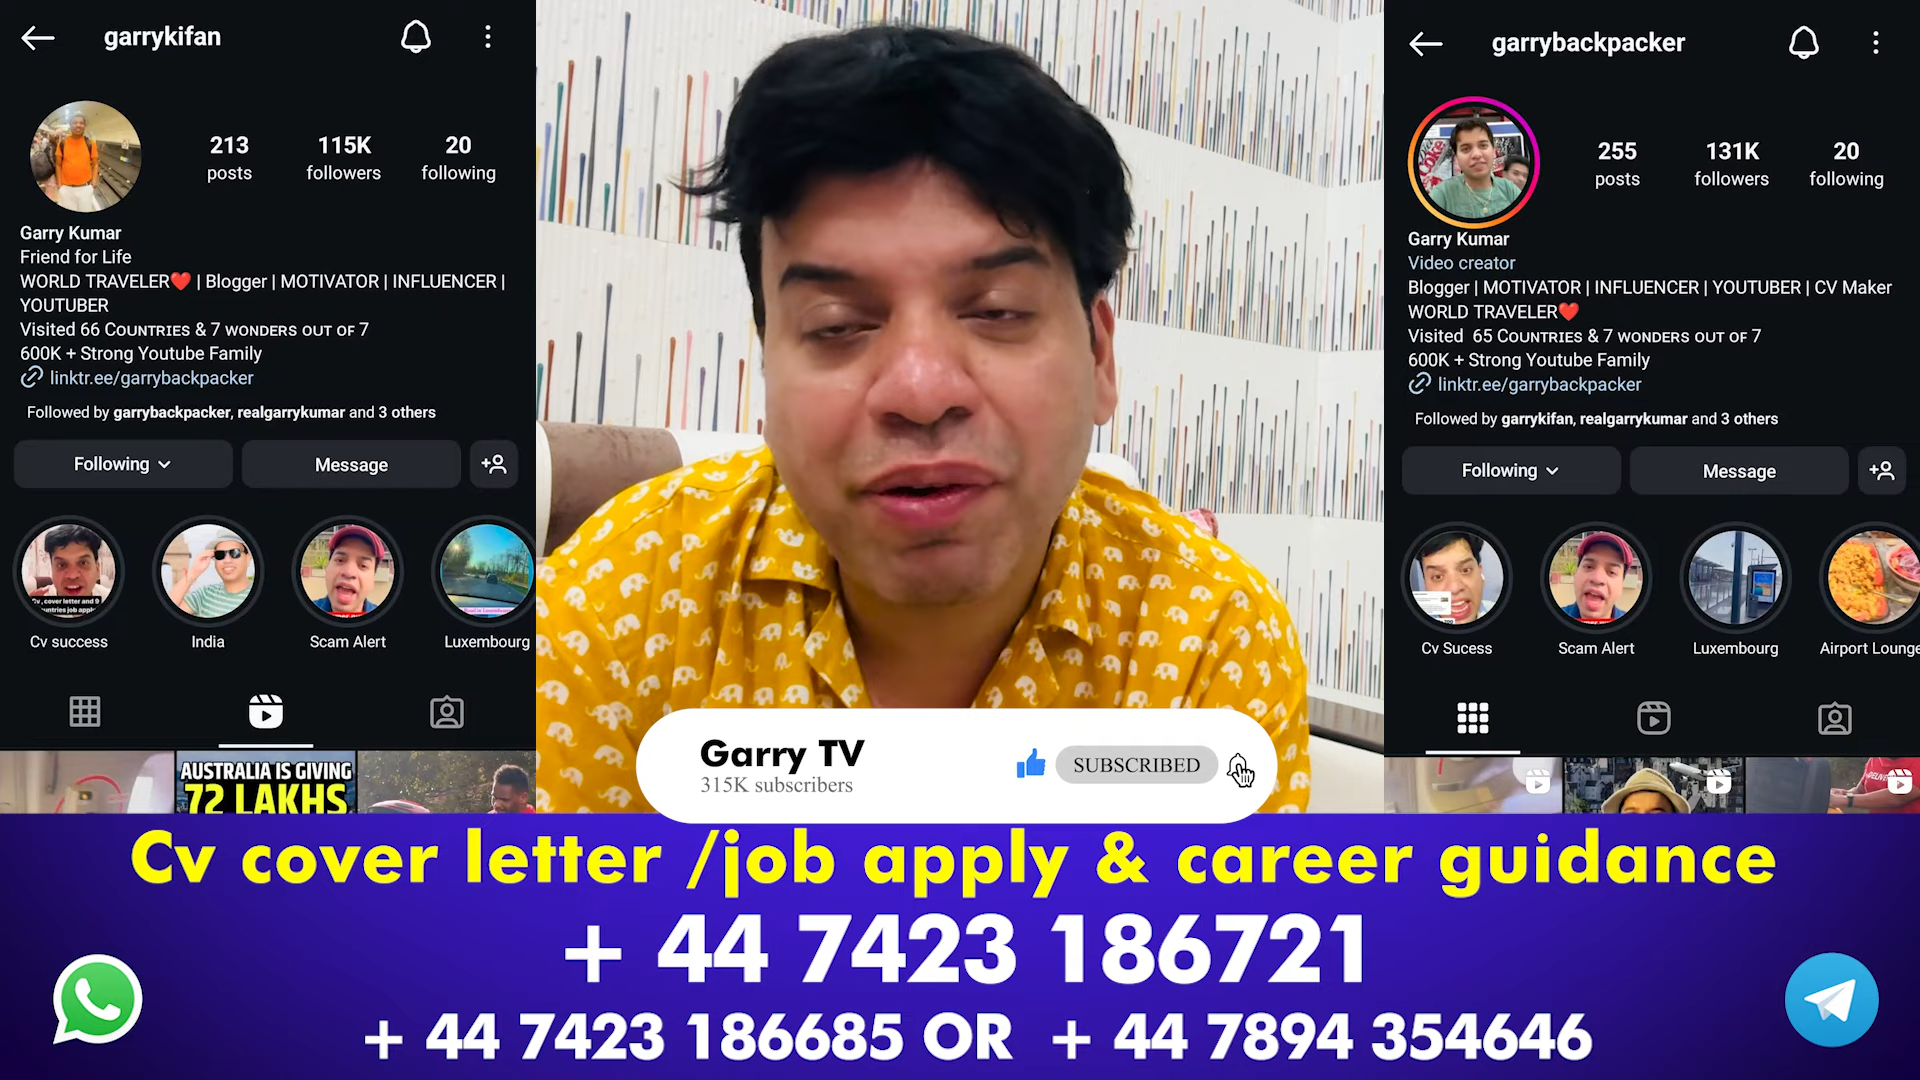 garrykifan
213 posts
115K followers
20 following
Garry Kumar
Friend for Life
WORLD TRAVELER❤️ | Blogger | MOTIVATOR | INFLUENCER |
YOUTUBER
Visited 66 Countries & 7 wonders out of 7
600K + Strong Youtube Family
linktr.ee/garrybackpacker
Followed by garrybackpacker, realgarrykumar and 3 others
Following
Message
Cv success
India
Scam Alert
Luxembourg
AUSTRALIA IS GIVING
72 LAKHS
garrybackpacker
255 posts
131K followers
20 following
Garry Kumar
Video creator
Blogger | MOTIVATOR | INFLUENCER | YOUTUBER | CV Maker
WORLD TRAVELER❤️
Visited 65 Countries & 7 wonders out of 7
600K + Strong Youtube Family
linktr.ee/garrybackpacker
Followed by garrykifan, realgarrykumar and 3 others
Following
Message
Cv Sucess
Scam Alert
Luxembourg
Airport Lounge
Garry TV
315K subscribers
SUBSCRIBED
Cv cover letter /job apply & career guidance
+ 44 7423 186721
+ 44 7423 186685 OR + 44 7894 354646